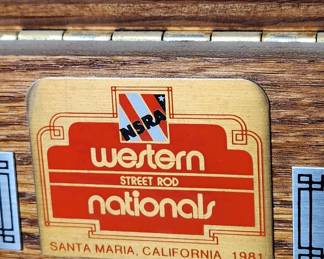 NSRA
western
STREET ROD
nationals
SANTA MARIA, CALIFORNIA 1981